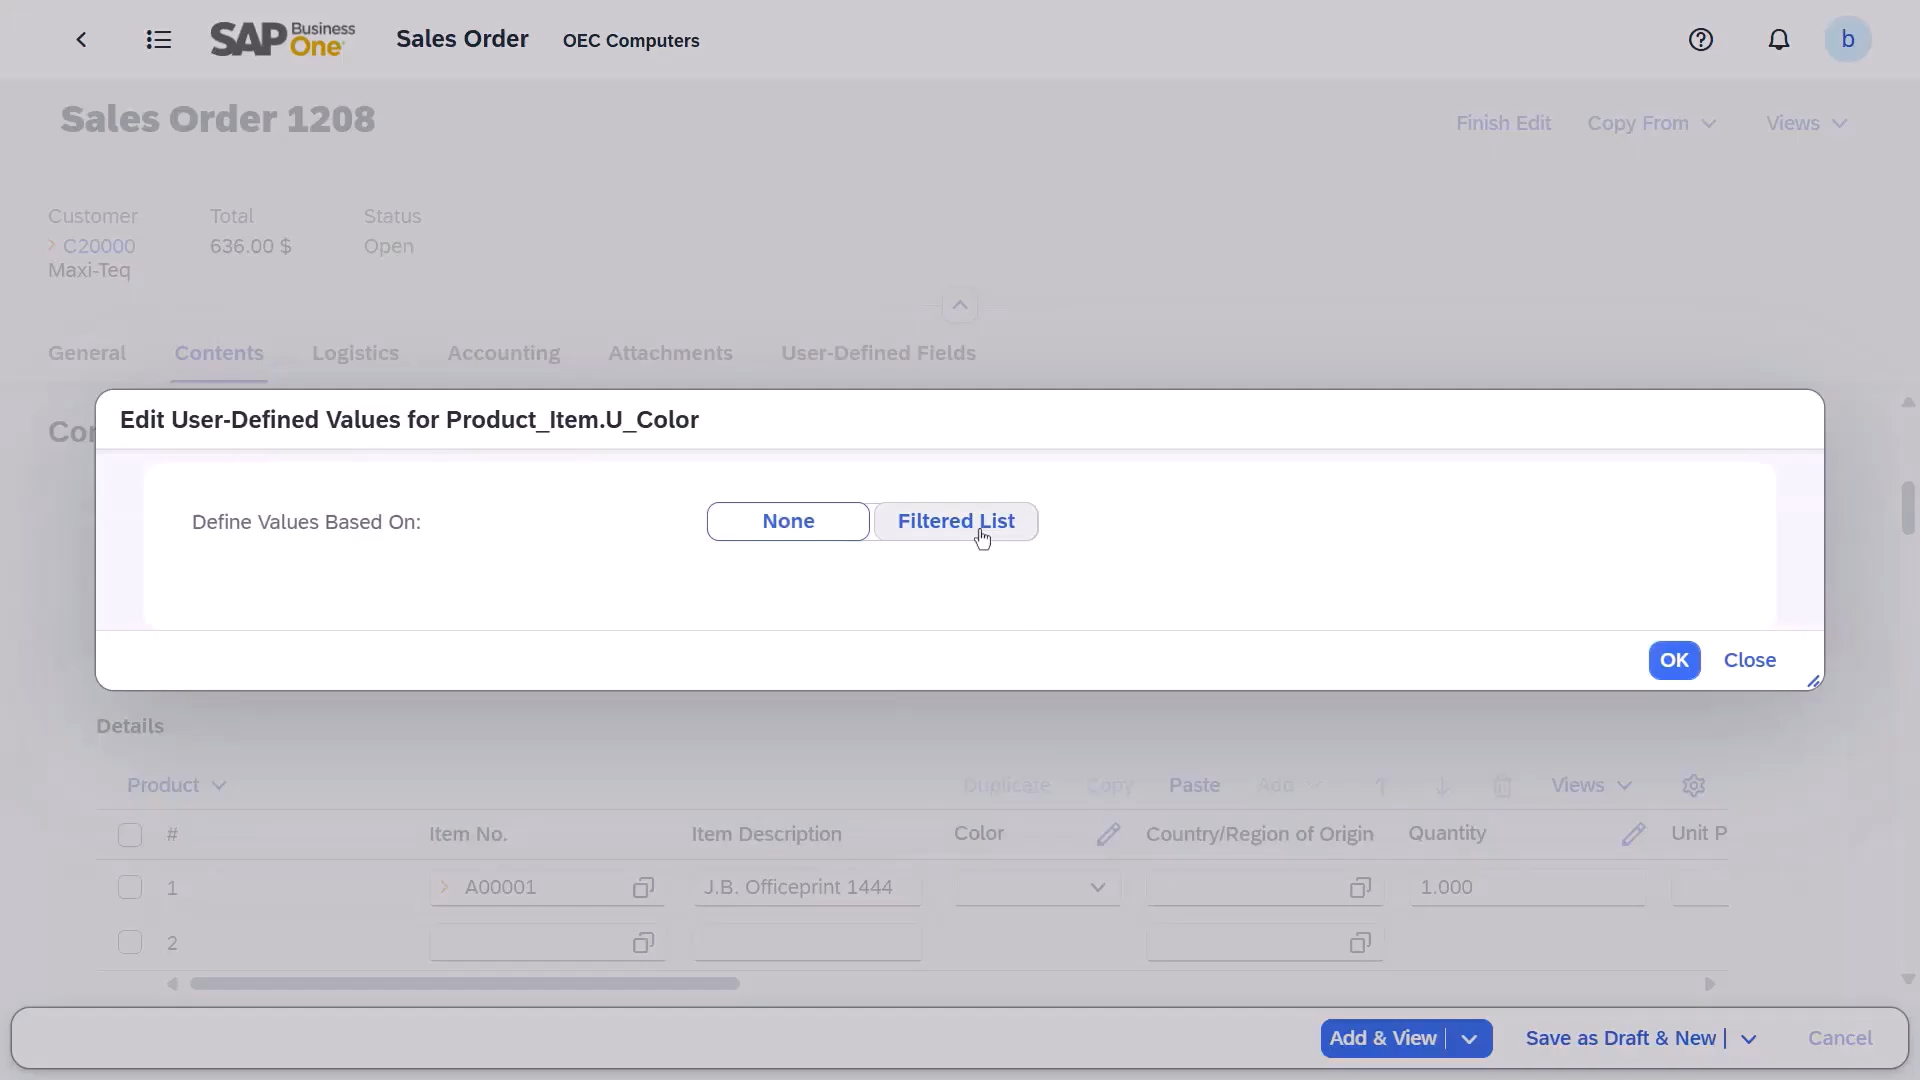 SAP Business One Sales Order OEC Computers b
Sales Order 1208 Finish Edit Copy From Views
Customer Total Status
C20000 636.00 $ Open
Maxi-Teq
General Contents Logistics Accounting Attachments User-Defined Fields
Edit User-Defined Values for Product_Item.U_Color
Con
Define Values Based On: None Filtered List
OK Close
Details
Product Duplicate Copy Paste Add Views
# Item No. Item Description Color Country/Region of Origin Quantity Unit P
1 A00001 J.B. Officeprint 1444 1.000
2
Add & View Save as Draft & New Cancel